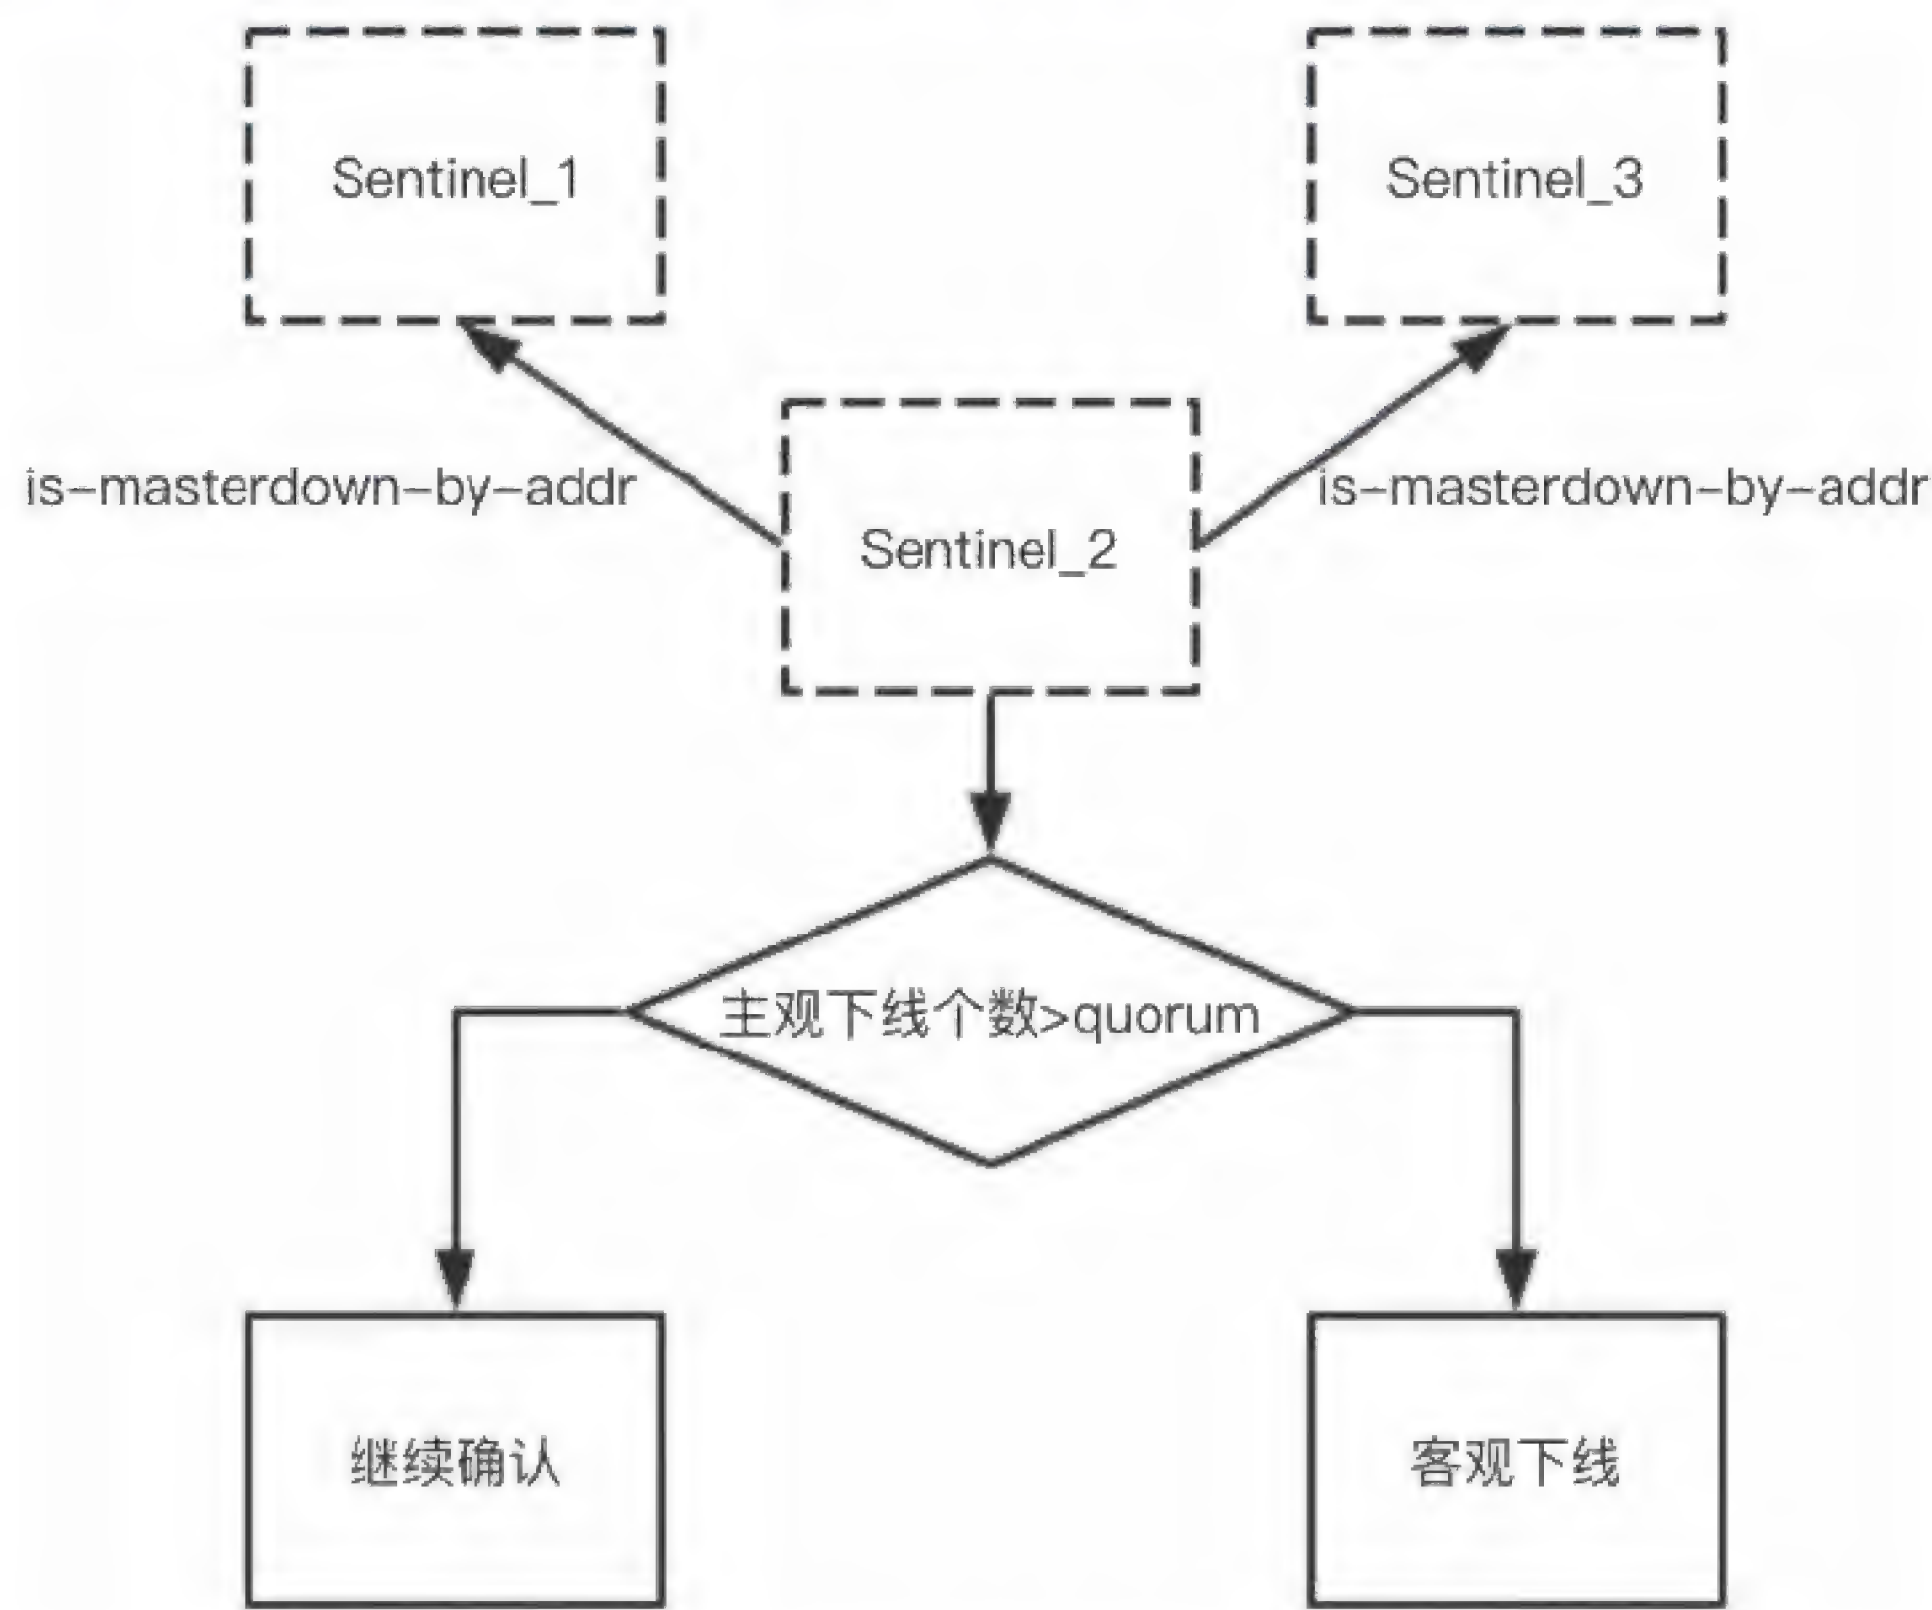 Sentinel_1
Sentinel_3
is-masterdown-by-addr
is-masterdown-by-addr
Sentinel_2
主观下线个数>quorum
继续确认
客观下线